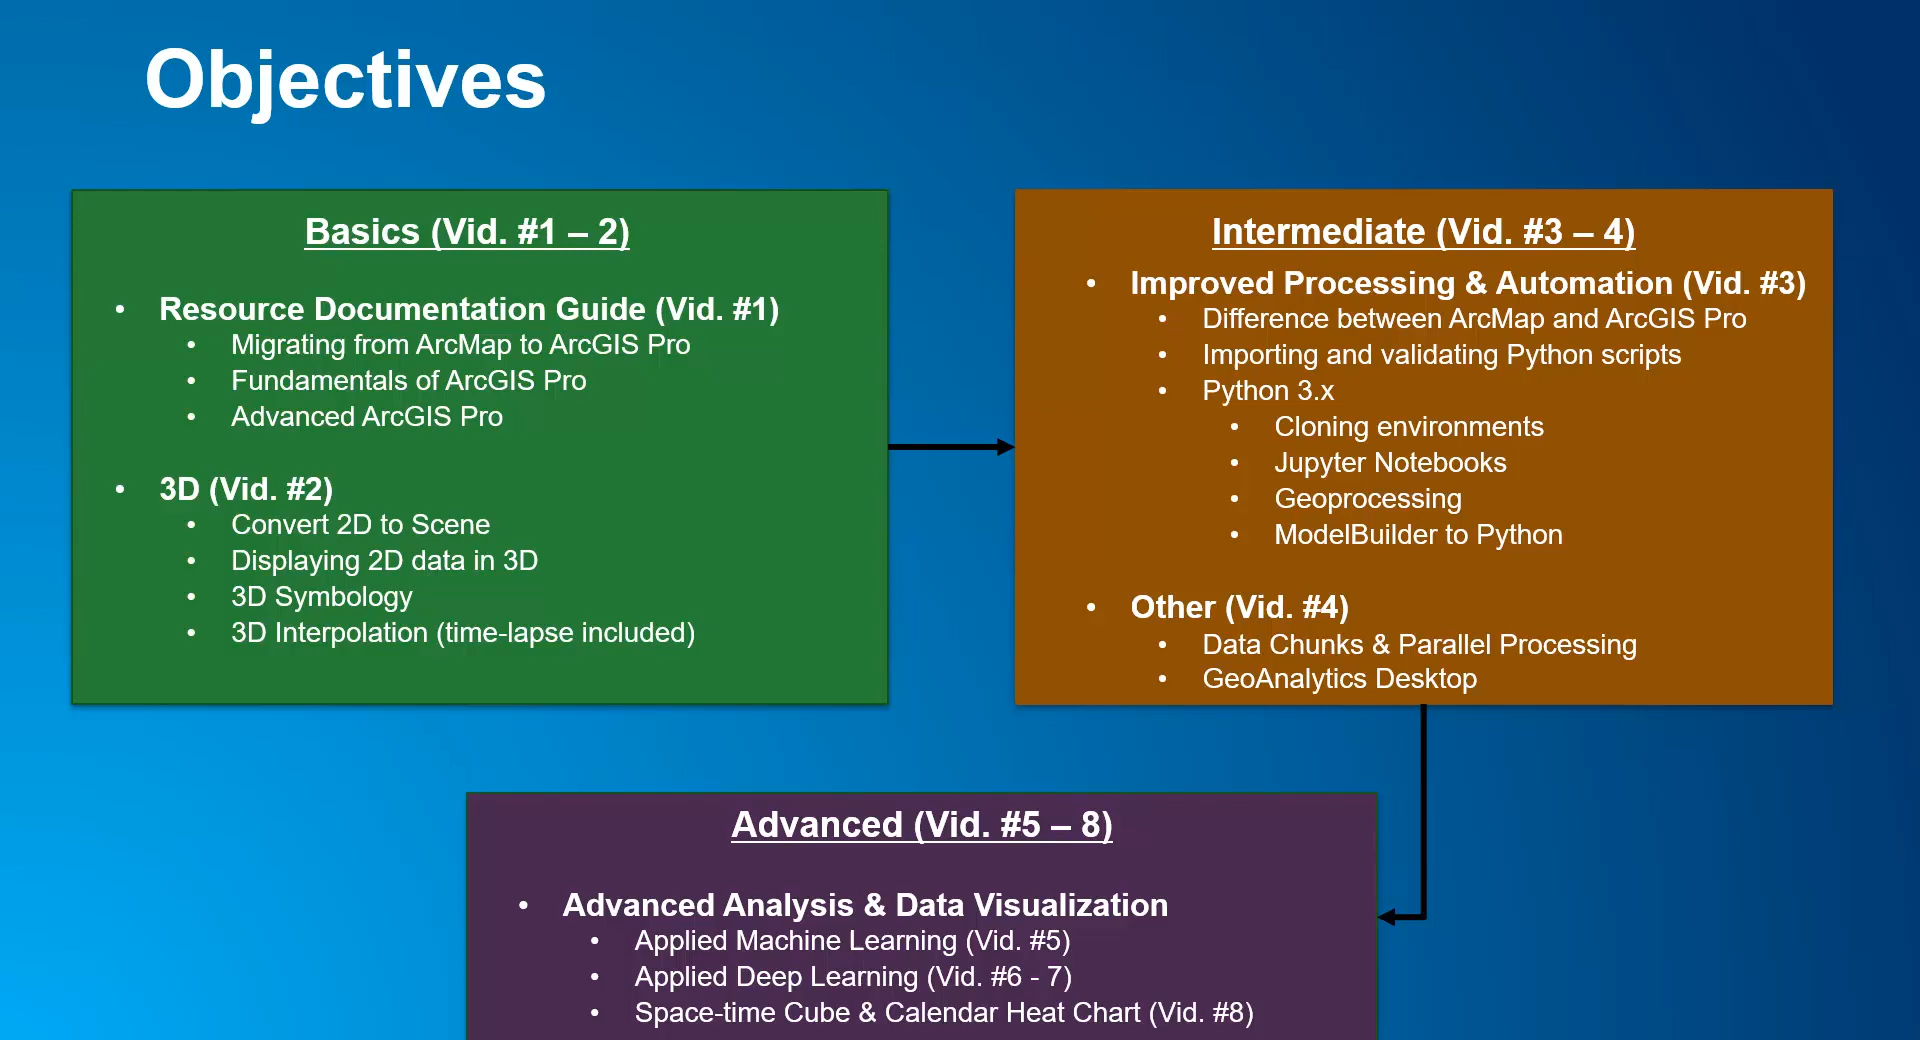 Objectives
Basics (Vid. #1 – 2)
• Resource Documentation Guide (Vid. #1)
• Migrating from ArcMap to ArcGIS Pro
• Fundamentals of ArcGIS Pro
• Advanced ArcGIS Pro
• 3D (Vid. #2)
• Convert 2D to Scene
• Displaying 2D data in 3D
• 3D Symbology
• 3D Interpolation (time-lapse included)
Intermediate (Vid. #3 – 4)
• Improved Processing & Automation (Vid. #3)
• Difference between ArcMap and ArcGIS Pro
• Importing and validating Python scripts
• Python 3.x
• Cloning environments
• Jupyter Notebooks
• Geoprocessing
• ModelBuilder to Python
• Other (Vid. #4)
• Data Chunks & Parallel Processing
• GeoAnalytics Desktop
Advanced (Vid. #5 – 8)
• Advanced Analysis & Data Visualization
• Applied Machine Learning (Vid. #5)
• Applied Deep Learning (Vid. #6 - 7)
• Space-time Cube & Calendar Heat Chart (Vid. #8)